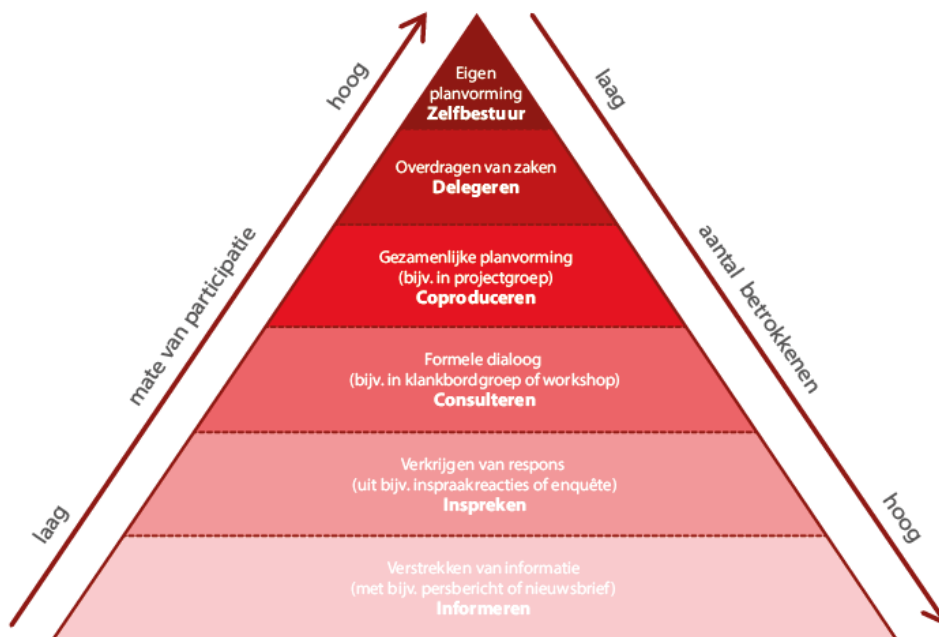 hoog
mate van participatie
laag
Eigen
planvorming
Zelfbestuur
Overdragen van zaken
Delegeren
Gezamenlijke planvorming
(bijv. in projectgroep)
Coproduceren
Formele dialoog
(bijv. in klankbordgroep of workshop)
Consulteren
Verkrijgen van respons
(uit bijv. inspraakreacties of enquête)
Inspreken
Verstrekken van informatie
(met bijv. persbericht of nieuwsbrief)
Informeren
laag
aantal betrokkenen
hoog